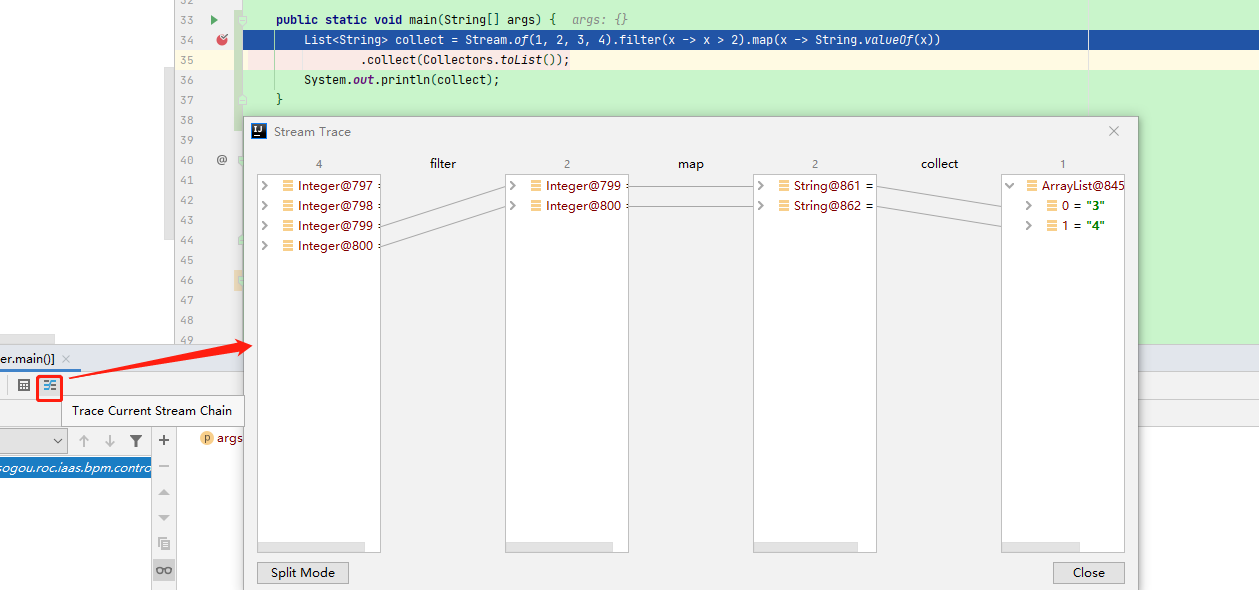 32
33 public static void main(String[] args) { args: {}
34 List<String> collect = Stream.of(1, 2, 3, 4).filter(x -> x > 2).map(x -> String.valueOf(x))
35 .collect(Collectors.toList());
36 System.out.println(collect);
37 }
38
39
40 @
41
42
43
44
45
46
47
48
49
IJ Stream Trace
4 filter 2 map 2 collect 1
Integer@797 = Integer@799 = String@861 = ArrayList@845
Integer@798 = Integer@800 = String@862 = 0 = "3"
Integer@799 = 1 = "4"
Integer@800 =
er.main()]
Trace Current Stream Chain
p args
sogou.roc.iaas.bpm.contro
Split Mode Close